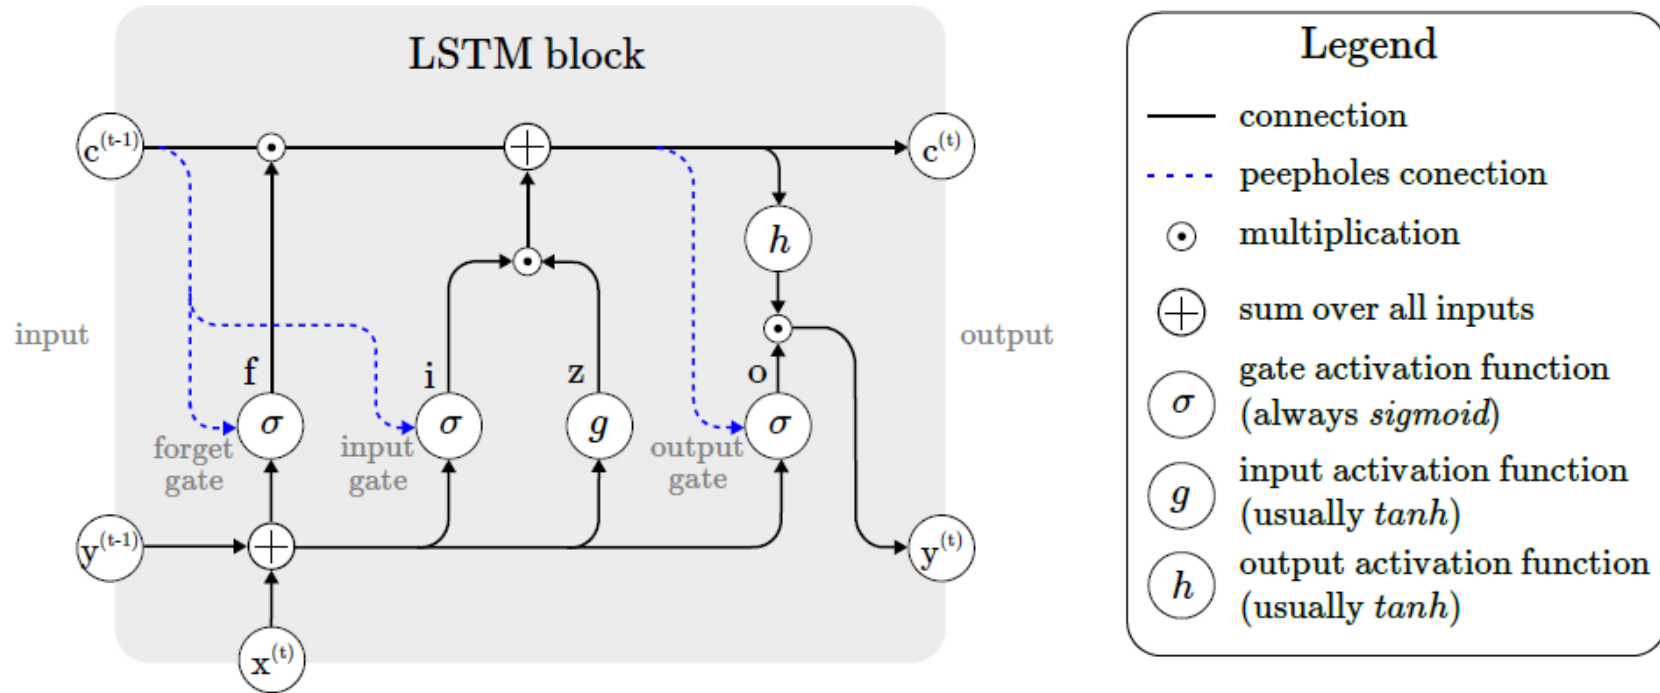 LSTM block
c(t-1)
c(t)
h
input
output
f
i
z
o
σ
σ
g
σ
forget
gate
input
gate
output
gate
y(t-1)
y(t)
x(t)
Legend
connection
peepholes conection
multiplication
sum over all inputs
σ
gate activation function
(always sigmoid)
g
input activation function
(usually tanh)
h
output activation function
(usually tanh)